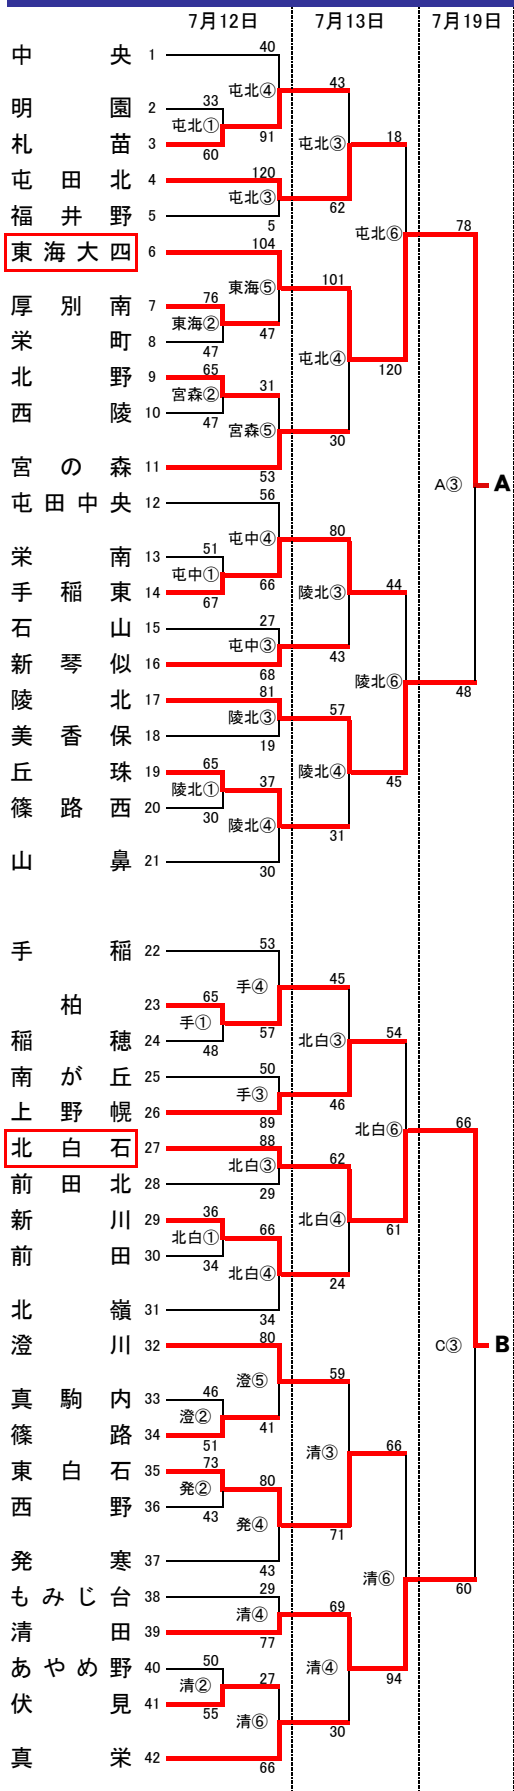 7月12日 7月13日 7月19日
中央 1 40
屯北④ 43
明園 2 33
屯北①
札苗 3 60 91
屯北③ 18
屯田北 4 120
屯北③ 62
福井野 5 5
屯北⑥ 78
東海大四 6 104
東海⑤ 101
厚別南 7 76
東海② 47
栄町 8 47
屯北④ 120
北野 9 65
宮森② 31
西陵 10 47
宮森⑤ 30
宮の森 11 53
A③ A
屯田中央 12 56
屯中④ 80
栄南 13 51
屯中①
手稲東 14 67 66
陵北③ 44
石山 15 27
屯中③ 43
新琴似 16 68
陵北⑥ 48
陵北 17 81
陵北③ 57
美香保 18 19
丘珠 19 65
陵北④ 45
陵北① 37
篠路西 20 30
陵北④ 31
山鼻 21 30
手稲 22 53
手④ 45
柏 23 65
手① 57
稲穂 24 48
北白③ 54
南が丘 25 50
手③ 46
上野幌 26 89
北白⑥ 66
北白石 27 88
北白③ 62
前田北 28 29
新川 29 36
北白④ 61
北白① 66
前田 30 34
北白④ 24
北嶺 31 34
澄川 32 80
C③ B
澄⑤ 59
真駒内 33 46
澄② 41
篠路 34 51
清③ 66
東白石 35 73
発② 80
西野 36 43
発④ 71
発寒 37 43
清⑥ 60
もみじ台 38 29
清④ 69
清田 39 77
清④ 94
あやめ野 40 50
清② 27
伏見 41 55
清⑥ 30
真栄 42 66